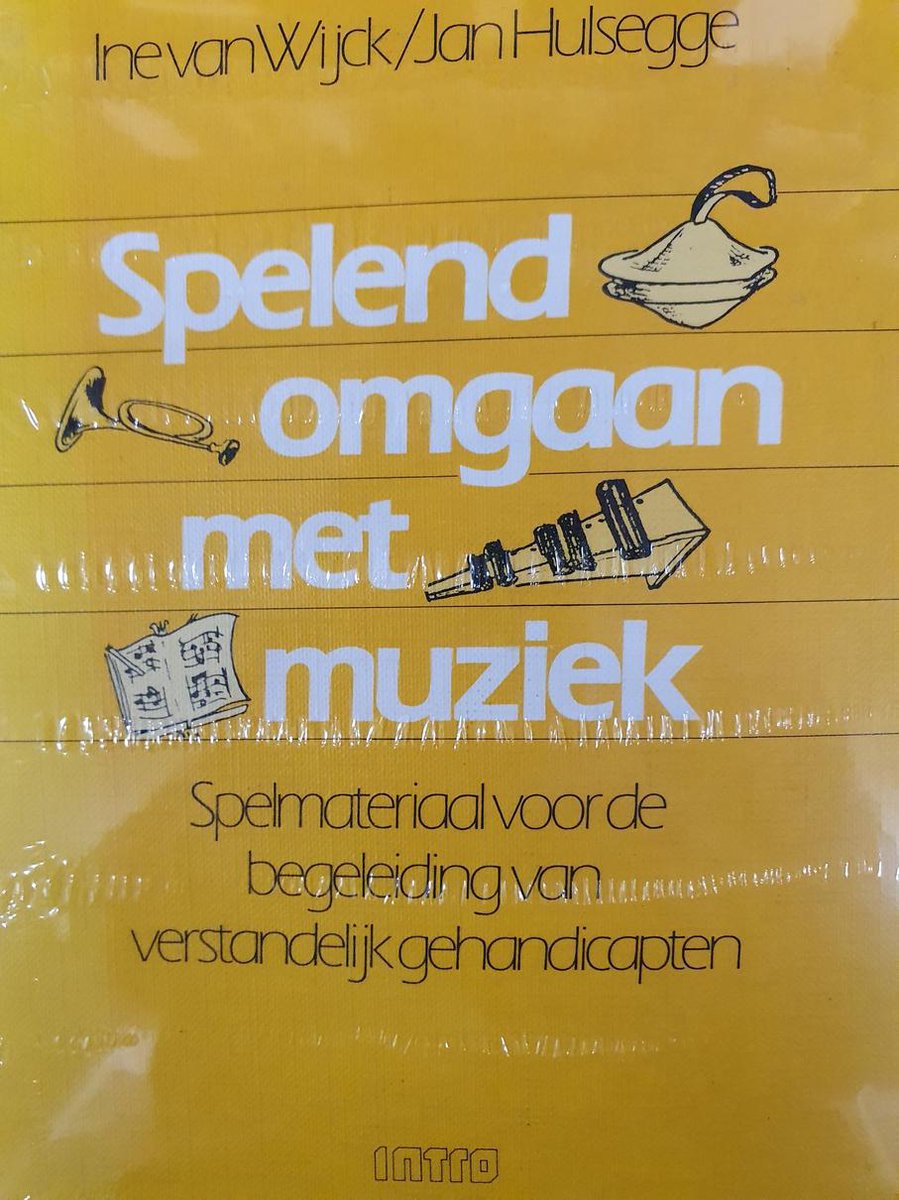 Ine van Wijck/Jan Hulsegge
Spelend
omgaan
met
muziek
Spelmateriaal voor de
begeleiding van
verstandelijk gehandicapten
INTRO